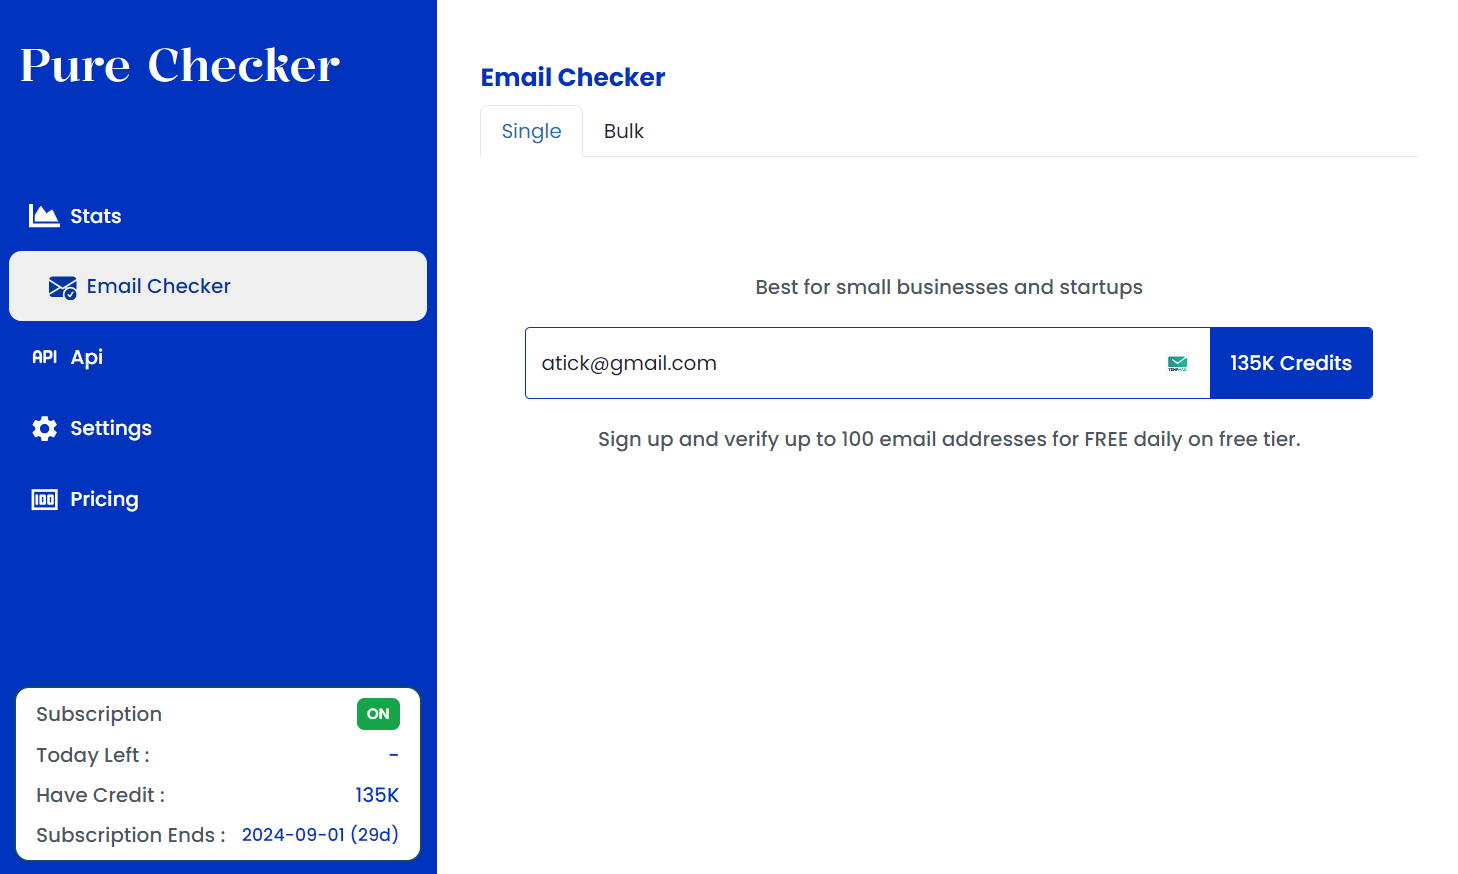 Pure Checker
Stats
Email Checker
API Api
Settings
100 Pricing
Subscription ON
Today Left : -
Have Credit : 135K
Subscription Ends : 2024-09-01 (29d)
Email Checker
Single Bulk
Best for small businesses and startups
atick@gmail.com 135K Credits
Sign up and verify up to 100 email addresses for FREE daily on free tier.